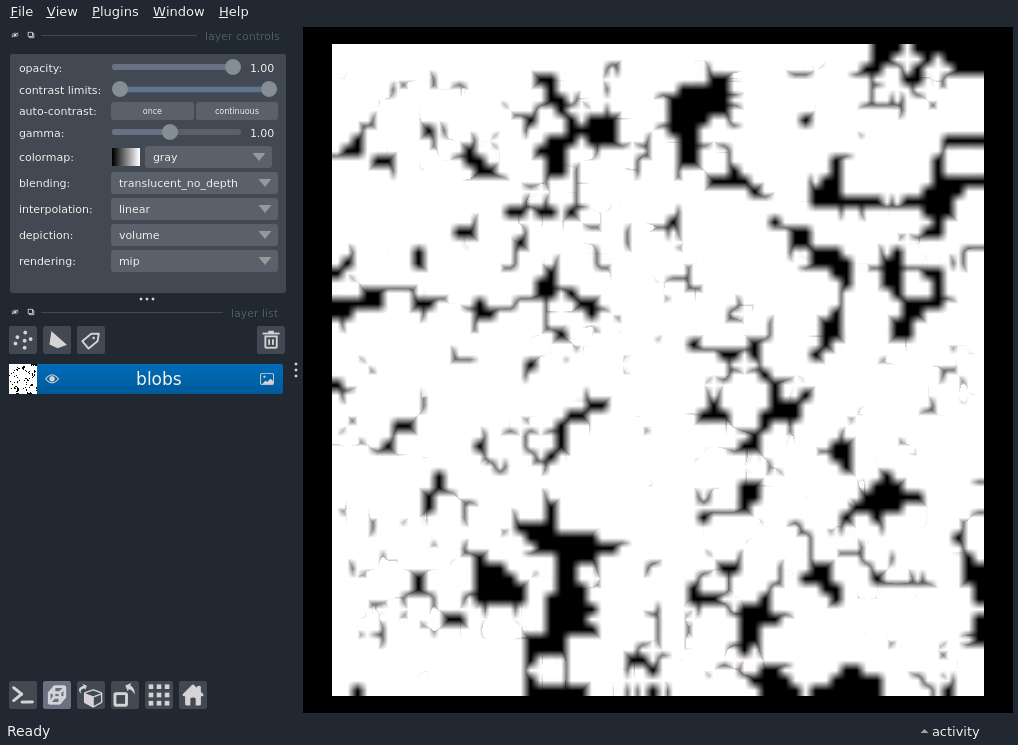 File View Plugins Window Help
layer controls
opacity: 1.00
contrast limits:
auto-contrast: once continuous
gamma: 1.00
colormap: gray
blending: translucent_no_depth
interpolation: linear
depiction: volume
rendering: mip
layer list
blobs
Ready
activity